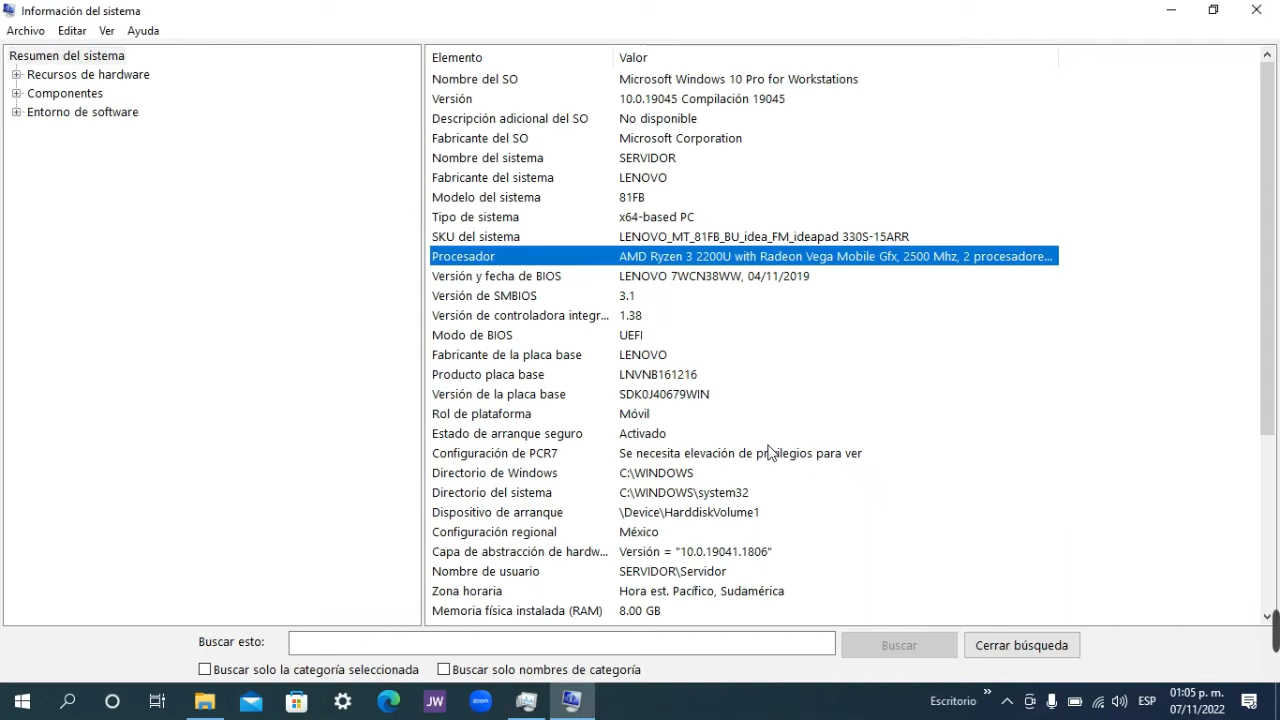 Información del sistema
Archivo Editar Ver Ayuda
Resumen del sistema
Recursos de hardware
Componentes
Entorno de software
Elemento Valor
Nombre del SO Microsoft Windows 10 Pro for Workstations
Versión 10.0.19045 Compilación 19045
Descripción adicional del SO No disponible
Fabricante del SO Microsoft Corporation
Nombre del sistema SERVIDOR
Fabricante del sistema LENOVO
Modelo del sistema 81FB
Tipo de sistema x64-based PC
SKU del sistema LENOVO_MT_81FB_BU_idea_FM_ideapad 330S-15ARR
Procesador AMD Ryzen 3 2200U with Radeon Vega Mobile Gfx, 2500 Mhz, 2 procesadore...
Versión y fecha de BIOS LENOVO 7WCN38WW, 04/11/2019
Versión de SMBIOS 3.1
Versión de controladora integr... 1.38
Modo de BIOS UEFI
Fabricante de la placa base LENOVO
Producto placa base LNVNB161216
Versión de la placa base SDK0J40679WIN
Rol de plataforma Móvil
Estado de arranque seguro Activado
Configuración de PCR7 Se necesita elevación de privilegios para ver
Directorio de Windows C:\WINDOWS
Directorio del sistema C:\WINDOWS\system32
Dispositivo de arranque \Device\HarddiskVolume1
Configuración regional México
Capa de abstracción de hardw... Versión = "10.0.19041.1806"
Nombre de usuario SERVIDOR\Servidor
Zona horaria Hora est. Pacífico, Sudamérica
Memoria física instalada (RAM) 8.00 GB
Buscar esto: Buscar Cerrar búsqueda
Buscar solo la categoría seleccionada Buscar solo nombres de categoría
JW zoom Escritorio » ESP 01:05 p. m.
07/11/2022